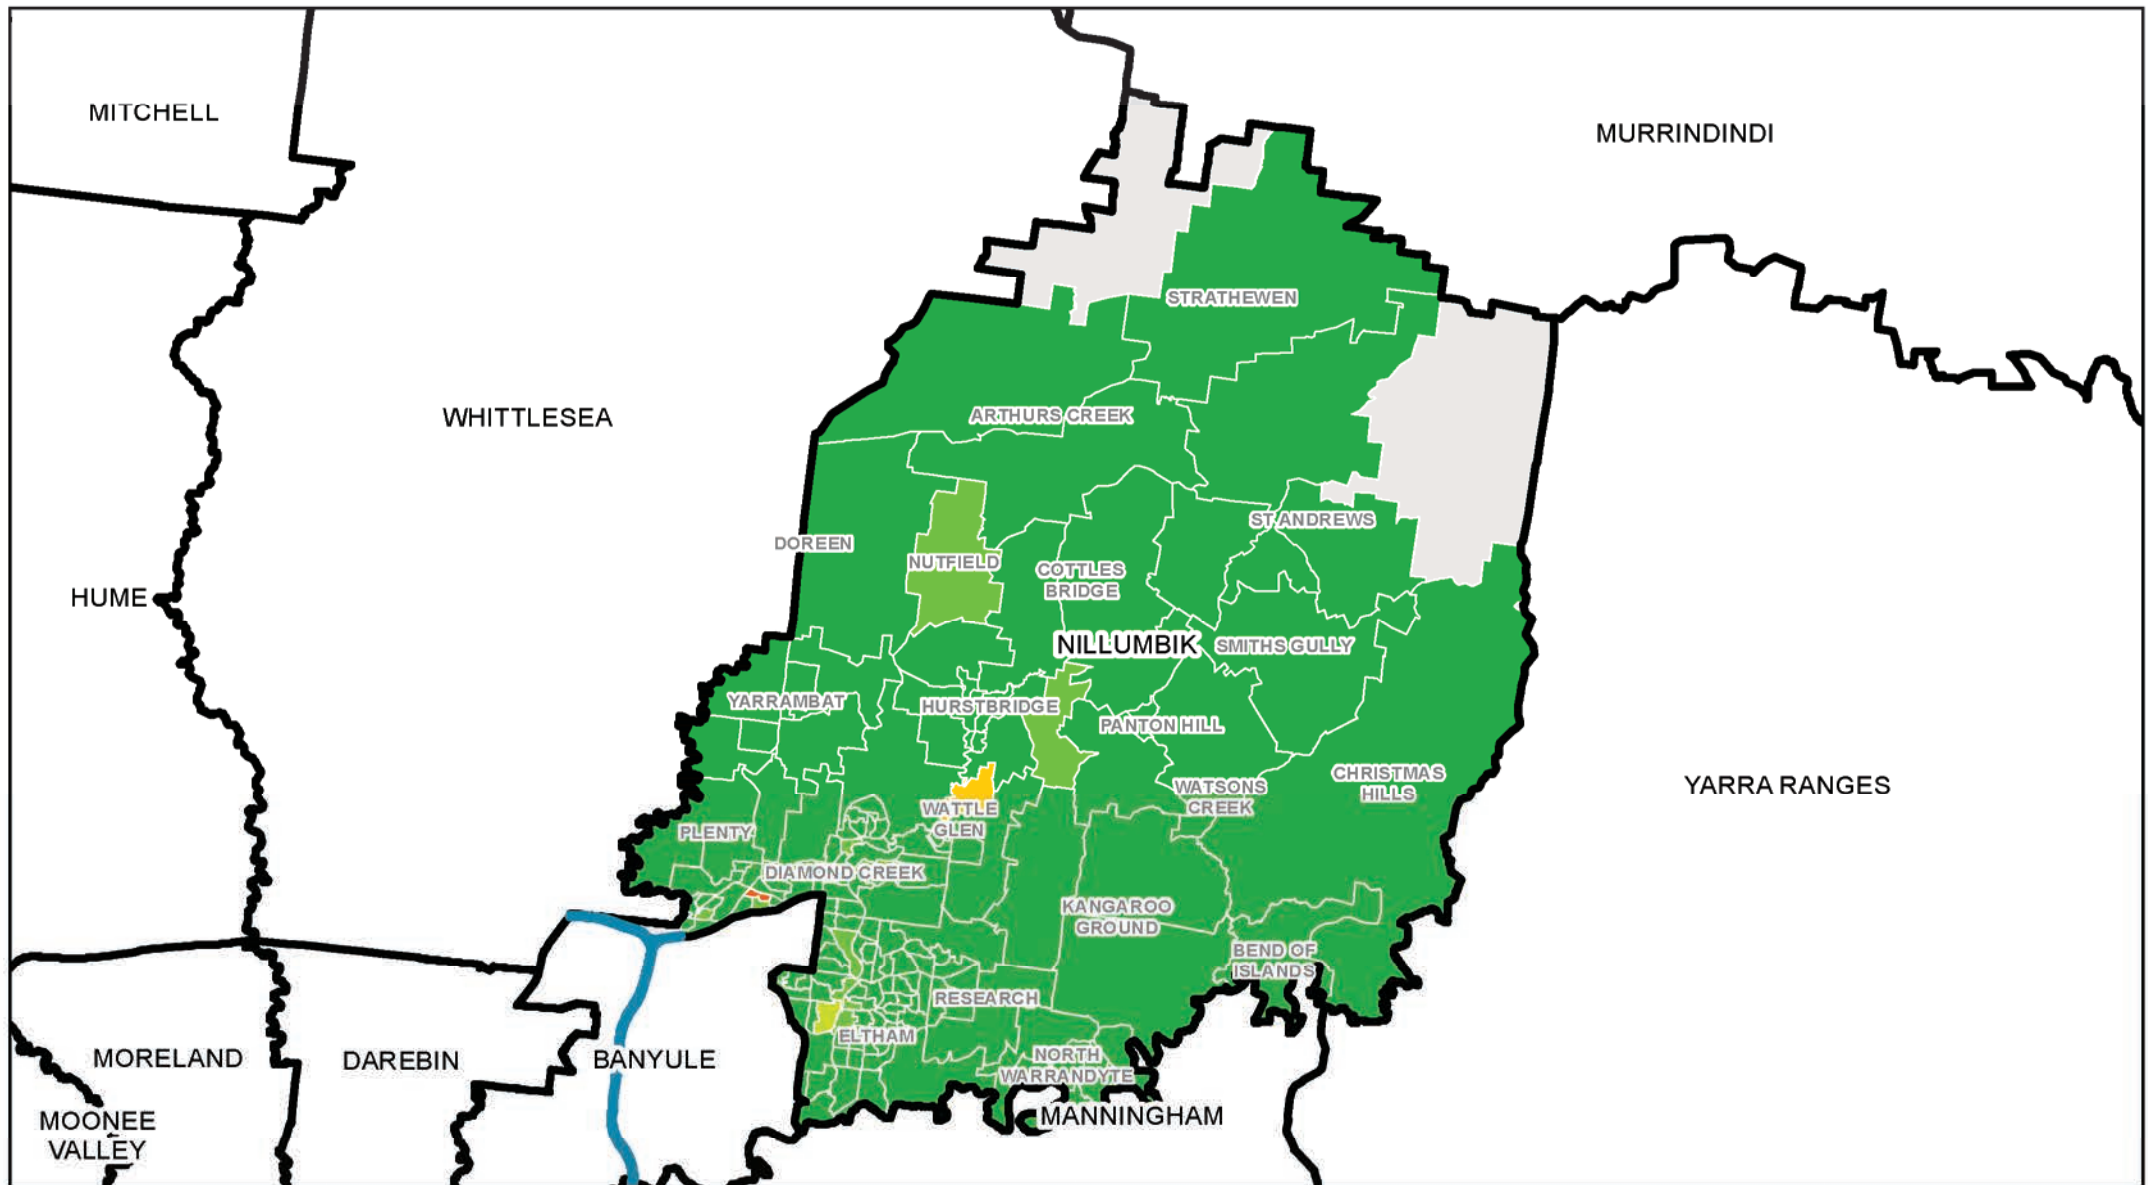 MITCHELL
MURRINDINDI
STRATHEWEN
WHITTLESEA
ARTHURS CREEK
ST ANDREWS
DOREEN
NUTFIELD
COTTLES
BRIDGE
HUME
NILLUMBIK
SMITHS GULLY
YARRAMBAT
HURSTBRIDGE
PANTON HILL
CHRISTMAS
HILLS
WATSONS
CREEK
YARRA RANGES
WATTLE
GLEN
PLENTY
DIAMOND CREEK
KANGAROO
GROUND
BEND OF
ISLANDS
RESEARCH
ELTHAM
MORELAND
DAREBIN
BANYULE
NORTH
WARRANDYTE
MANNINGHAM
MOONEE
VALLEY